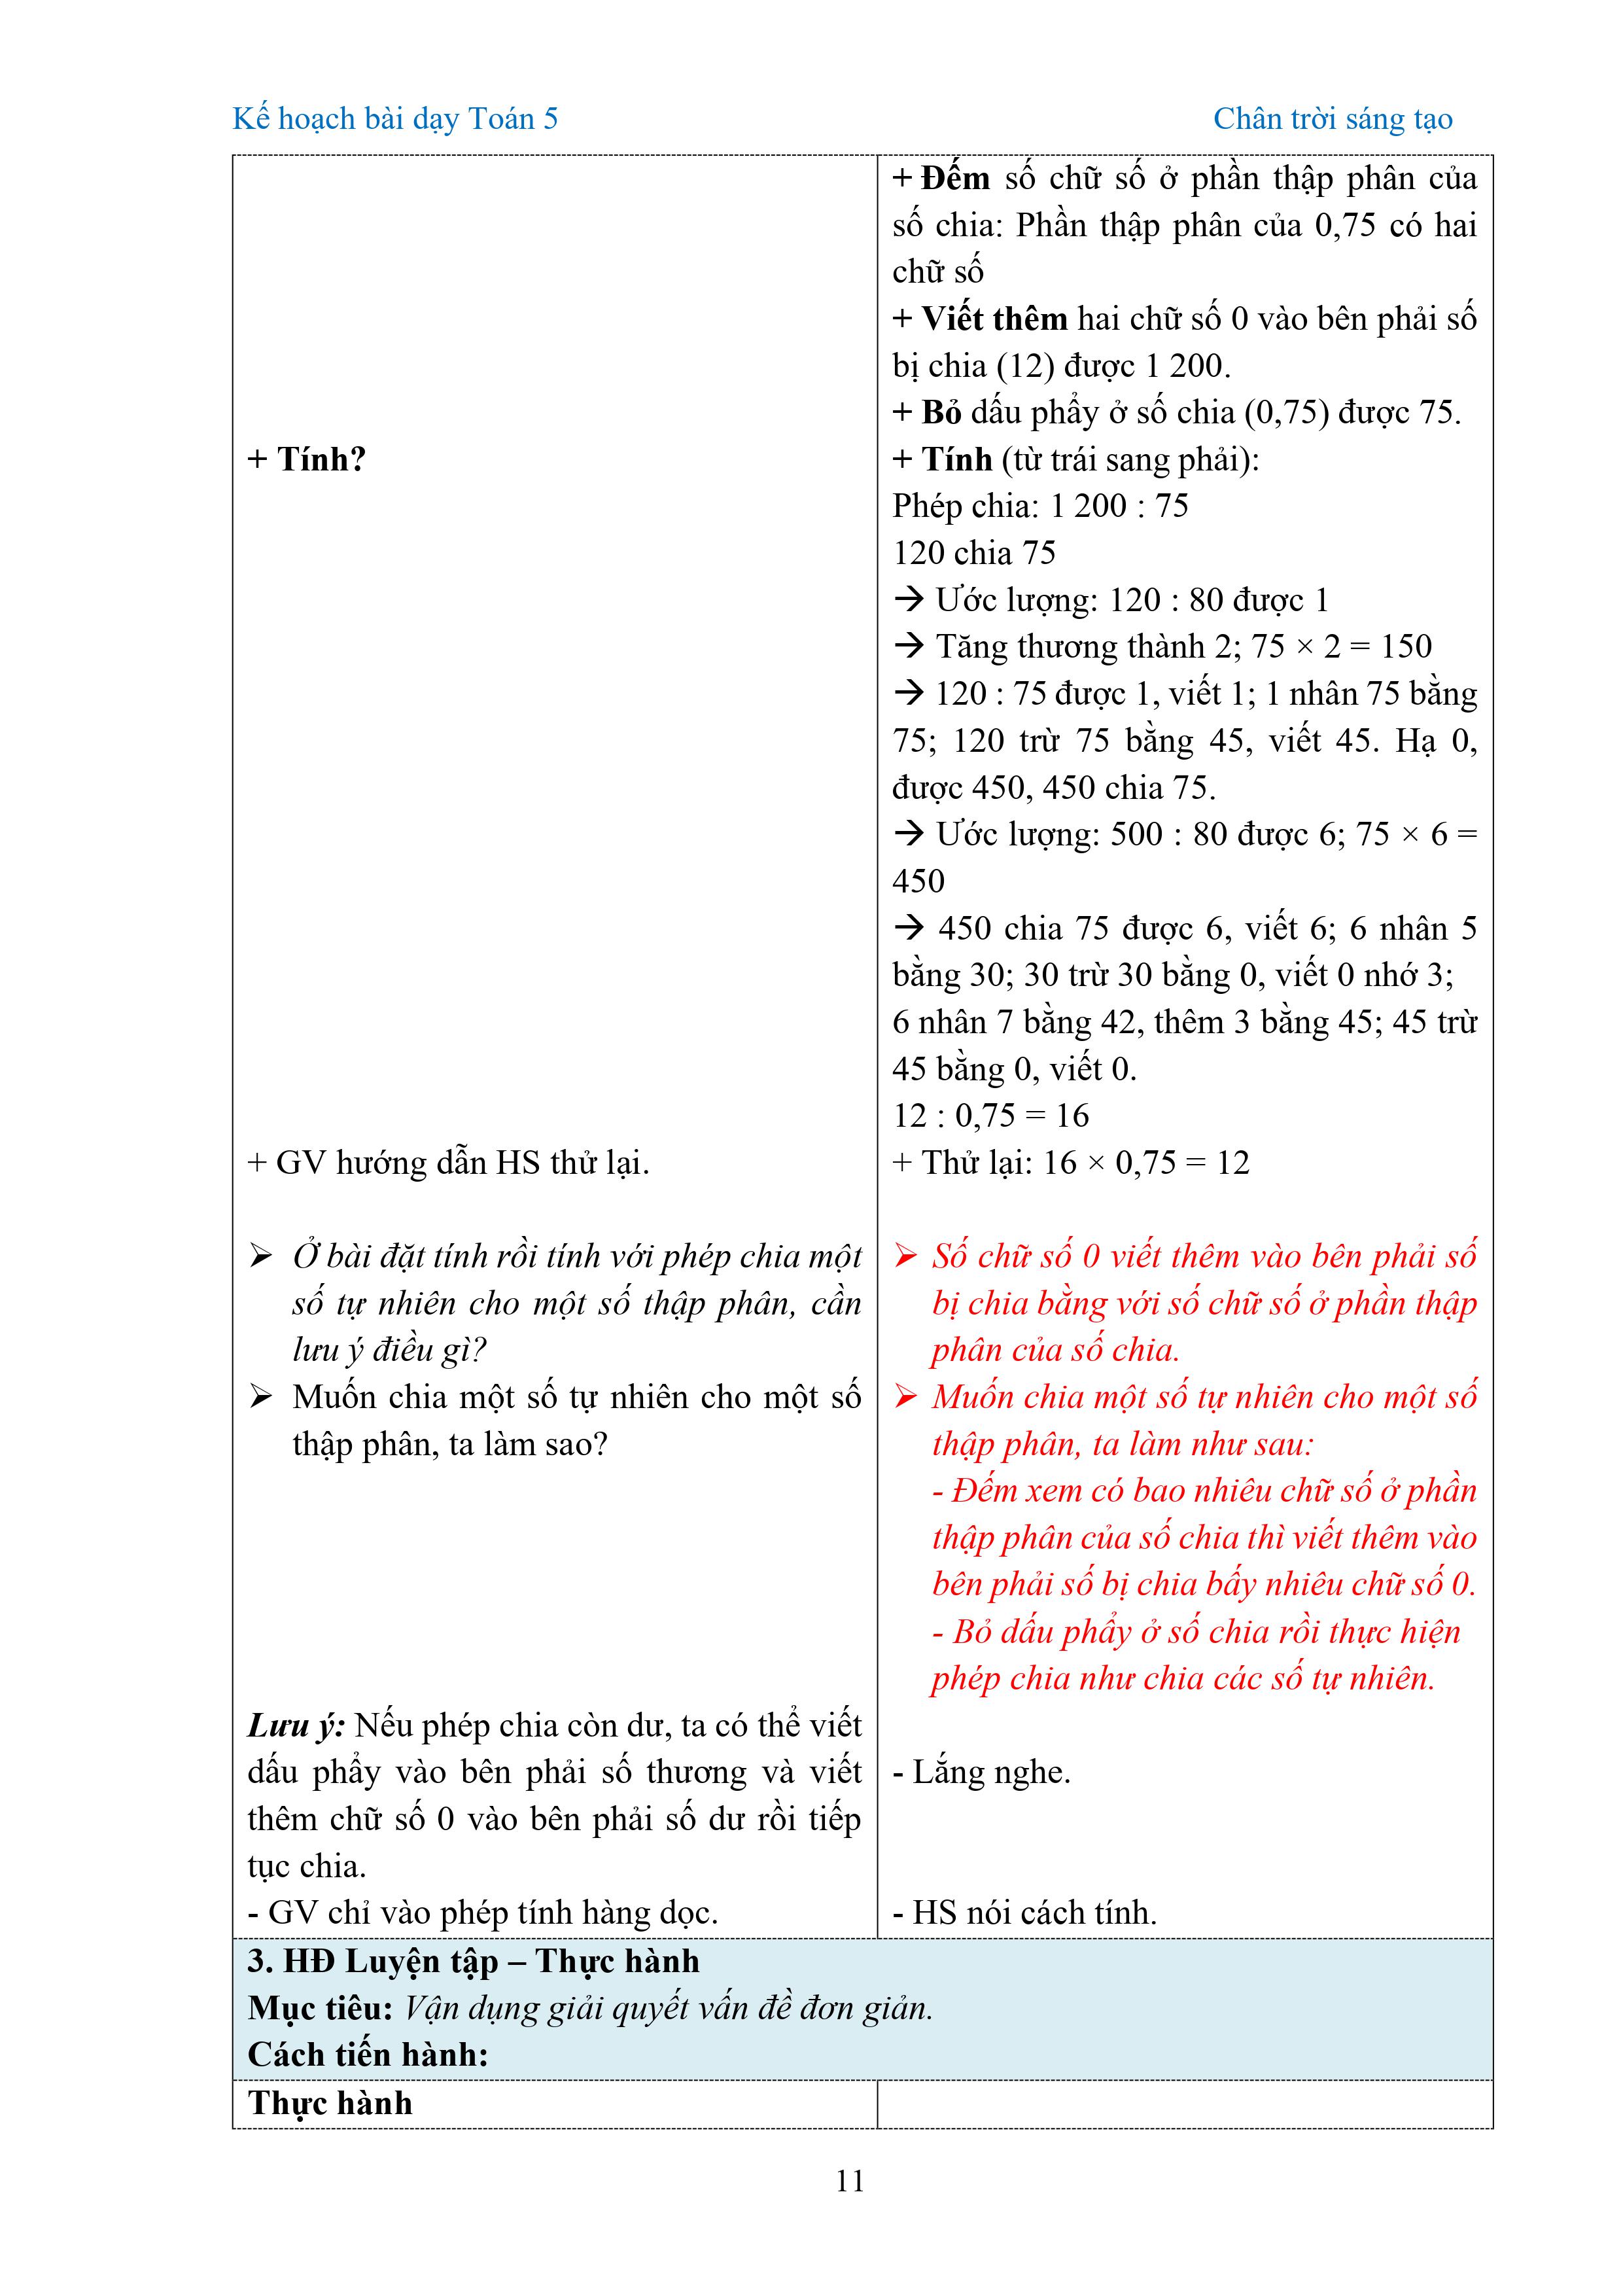 Kế hoạch bài dạy Toán 5
Chân trời sáng tạo
+ Đếm số chữ số ở phần thập phân của
số chia: Phần thập phân của 0,75 có hai
chữ số
+ Viết thêm hai chữ số 0 vào bên phải số
bị chia (12) được 1 200.
+ Bỏ dấu phẩy ở số chia (0,75) được 75.
+ Tính?
+ Tính (từ trái sang phải):
Phép chia: 1 200 : 75
120 chia 75
→ Ước lượng: 120 : 80 được 1
→ Tăng thương thành 2; 75 × 2 = 150
→ 120 : 75 được 1, viết 1; 1 nhân 75 bằng
75; 120 trừ 75 bằng 45, viết 45. Hạ 0,
được 450, 450 chia 75.
→ Ước lượng: 500 : 80 được 6; 75 × 6 =
450
→ 450 chia 75 được 6, viết 6; 6 nhân 5
bằng 30; 30 trừ 30 bằng 0, viết 0 nhớ 3;
6 nhân 7 bằng 42, thêm 3 bằng 45; 45 trừ
45 bằng 0, viết 0.
12 : 0,75 = 16
+ GV hướng dẫn HS thử lại.
+ Thử lại: 16 × 0,75 = 12
➢ Ở bài đặt tính rồi tính với phép chia một
số tự nhiên cho một số thập phân, cần
lưu ý điều gì?
➢ Muốn chia một số tự nhiên cho một số
thập phân, ta làm sao?
➢ Số chữ số 0 viết thêm vào bên phải số
bị chia bằng với số chữ số ở phần thập
phân của số chia.
➢ Muốn chia một số tự nhiên cho một số
thập phân, ta làm như sau:
- Đếm xem có bao nhiêu chữ số ở phần
thập phân của số chia thì viết thêm vào
bên phải số bị chia bấy nhiêu chữ số 0.
- Bỏ dấu phẩy ở số chia rồi thực hiện
phép chia như chia các số tự nhiên.
Lưu ý: Nếu phép chia còn dư, ta có thể viết
dấu phẩy vào bên phải số thương và viết
thêm chữ số 0 vào bên phải số dư rồi tiếp
tục chia.
- Lắng nghe.
- GV chỉ vào phép tính hàng dọc.
- HS nói cách tính.
3. HĐ Luyện tập – Thực hành
Mục tiêu: Vận dụng giải quyết vấn đề đơn giản.
Cách tiến hành:
Thực hành
11